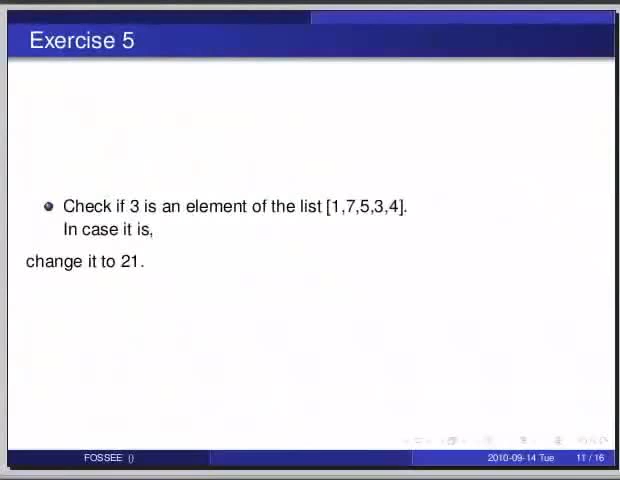 Exercise 5
Check if 3 is an element of the list [1,7,5,3,4].
In case it is,
change it to 21.
FOSSEE () 2010-09-14 Tue 11 / 16